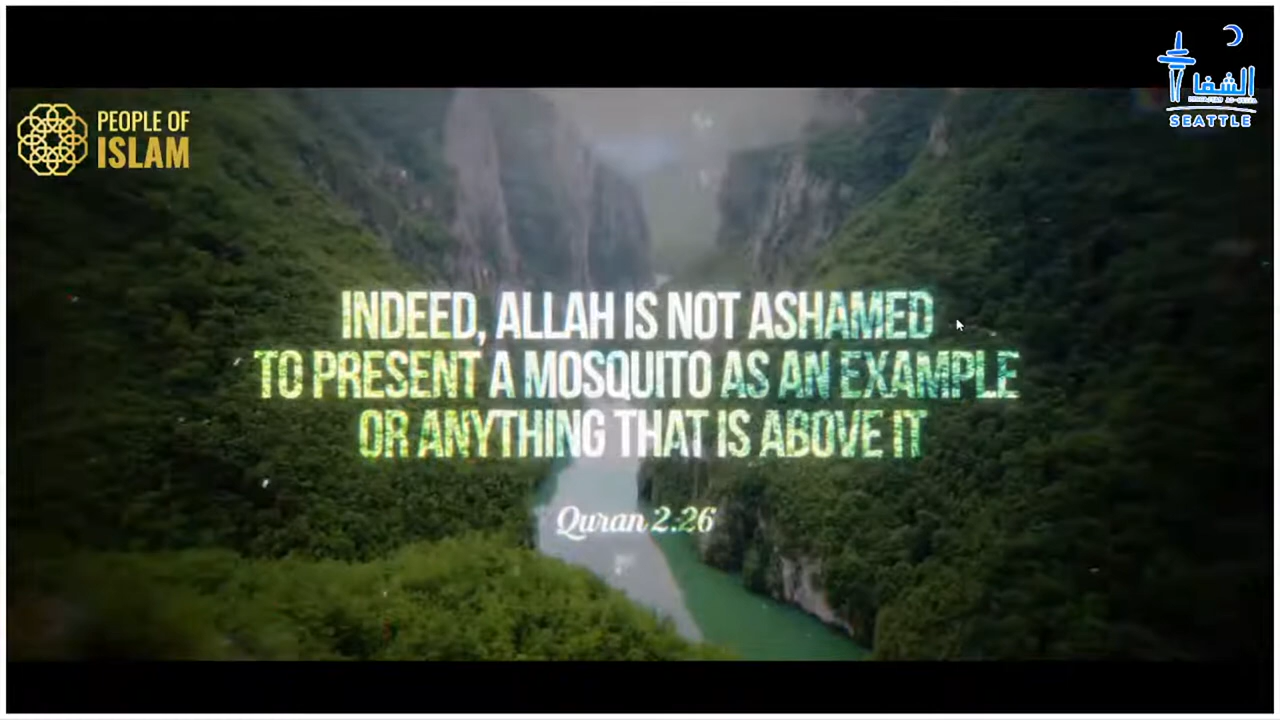 PEOPLE OF
ISLAM
الشفاء
SEATTLE
INDEED, ALLAH IS NOT ASHAMED
TO PRESENT A MOSQUITO AS AN EXAMPLE
OR ANYTHING THAT IS ABOVE IT
Quran 2:26